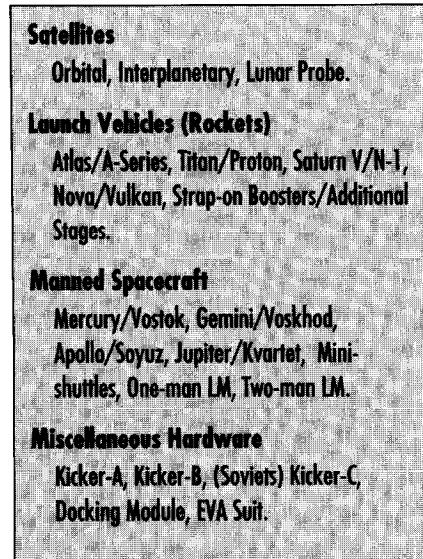 Satellites
Orbital, Interplanetary, Lunar Probe.
Launch Vehicles (Rockets)
Atlas/A-Series, Titan/Proton, Saturn V/N-1,
Nova/Vulkan, Strap-on Boosters/Additional
Stages.
Manned Spacecraft
Mercury/Vostok, Gemini/Voskhod,
Apollo/Soyuz, Jupiter/Kvartet, Mini-
shuttles, One-man LM, Two-man LM.
Miscellaneous Hardware
Kicker-A, Kicker-B, (Soviets) Kicker-C,
Docking Module, EVA Suit.